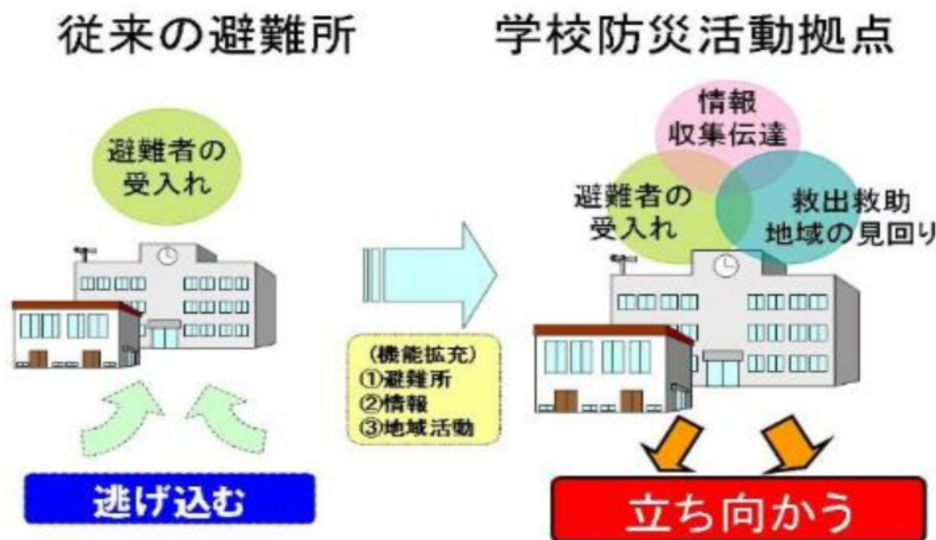 従来の避難所
避難者の
受入れ
逃げ込む
(機能拡充)
①避難所
②情報
③地域活動
学校防災活動拠点
情報
収集伝達
避難者の
受入れ
救出救助
地域の見回り
立ち向かう